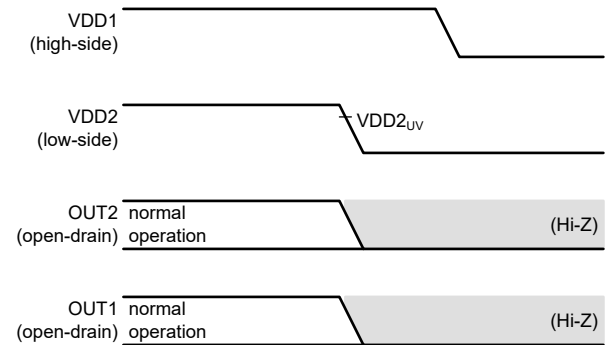 VDD1
(high-side)
VDD2
(low-side)
VDD2UV
OUT2
(open-drain)
normal
operation
(Hi-Z)
OUT1
(open-drain)
normal
operation
(Hi-Z)